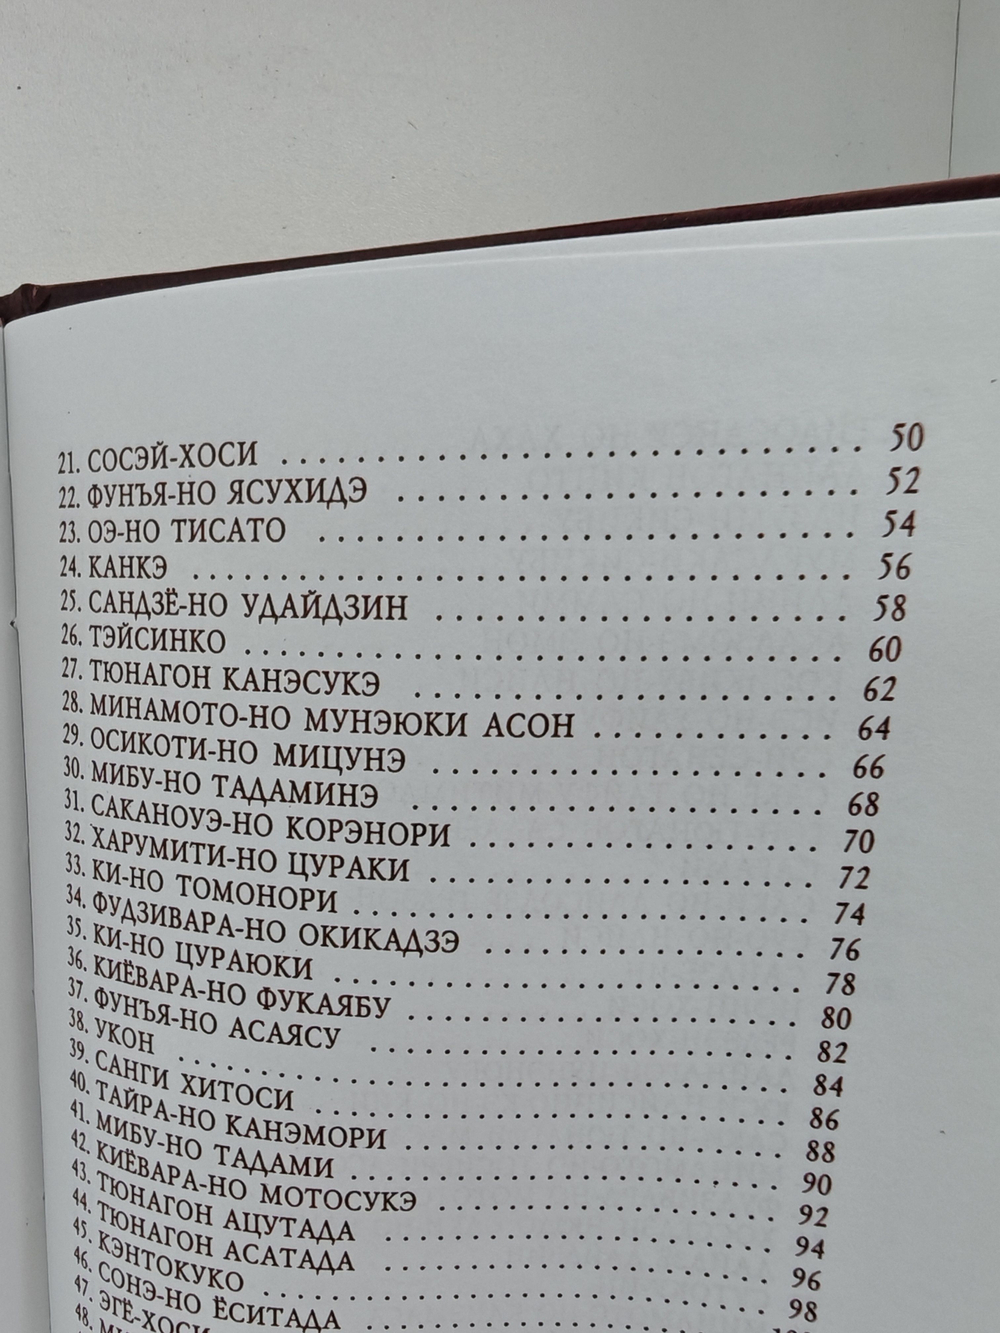 21. СОСЭЙ-ХОСИ . . . . . . . . . . . . . . . . . . . . . . . . . . . . 50
22. ФУНЪЯ-НО ЯСУХИДЭ . . . . . . . . . . . . . . . . . . . . . . 52
23. ОЭ-НО ТИСАТО . . . . . . . . . . . . . . . . . . . . . . . . . . 54
24. КАНКЭ . . . . . . . . . . . . . . . . . . . . . . . . . . . . . . . . 56
25. САНДЗЁ-НО УДАЙДЗИН . . . . . . . . . . . . . . . . . . . . 58
26. ТЭЙСИНКО . . . . . . . . . . . . . . . . . . . . . . . . . . . . . 60
27. ТЮНАГОН КАНЭСУКЭ . . . . . . . . . . . . . . . . . . . . . 62
28. МИНАМОТО-НО МУНЭЮКИ АСОН . . . . . . . . . . . . . 64
29. ОСИКОТИ-НО МИЦУНЭ . . . . . . . . . . . . . . . . . . . . 66
30. МИБУ-НО ТАДАМИНЭ . . . . . . . . . . . . . . . . . . . . . 68
31. САКАНОУЭ-НО КОРЭНОРИ . . . . . . . . . . . . . . . . . . 70
32. ХАРУМИТИ-НО ЦУРАКИ . . . . . . . . . . . . . . . . . . . . 72
33. КИ-НО ТОМОНОРИ . . . . . . . . . . . . . . . . . . . . . . . 74
34. ФУДЗИВАРА-НО ОКИКАДЗЭ . . . . . . . . . . . . . . . . . 76
35. КИ-НО ЦУРАЮКИ . . . . . . . . . . . . . . . . . . . . . . . . 78
36. КИЁВАРА-НО ФУКАЯБУ . . . . . . . . . . . . . . . . . . . . 80
37. ФУНЪЯ-НО АСАЯСУ . . . . . . . . . . . . . . . . . . . . . . 82
38. УКОН . . . . . . . . . . . . . . . . . . . . . . . . . . . . . . . . 84
39. САНГИ ХИТОСИ . . . . . . . . . . . . . . . . . . . . . . . . . 86
40. ТАЙРА-НО КАНЭМОРИ . . . . . . . . . . . . . . . . . . . . 88
41. МИБУ-НО ТАДАМИ . . . . . . . . . . . . . . . . . . . . . . . 90
42. КИЁВАРА-НО МОТОСУКЭ . . . . . . . . . . . . . . . . . . . 92
43. ТЮНАГОН АЦУТАДА . . . . . . . . . . . . . . . . . . . . . . 94
44. ТЮНАГОН АСАТАДА . . . . . . . . . . . . . . . . . . . . . . 96
45. КЭНТОКУКО . . . . . . . . . . . . . . . . . . . . . . . . . . . . 98
46. СОНЭ-НО ЁСИТАДА . . . . . . . . . . . . . . . . . . . . . .
47. ЭГЁ-ХОСИ
48.